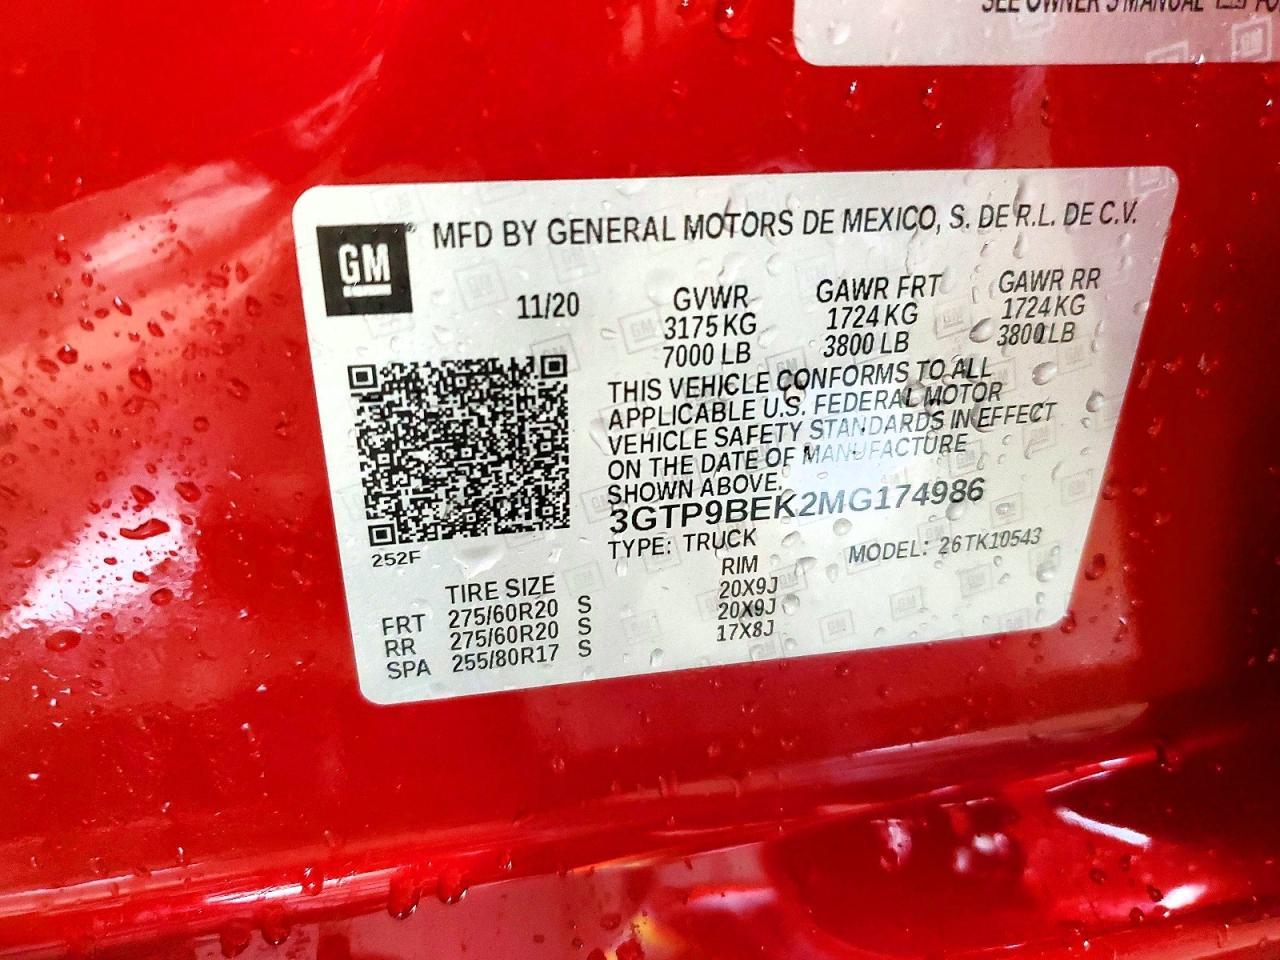 SEE OWNER'S MANUAL
GM
MFD BY GENERAL MOTORS DE MEXICO, S. DE R.L. DE C.V.
11/20
GVWR GAWR FRT GAWR RR
3175 KG 1724 KG 1724 KG
7000 LB 3800 LB 3800 LB
THIS VEHICLE CONFORMS TO ALL
APPLICABLE U.S. FEDERAL MOTOR
VEHICLE SAFETY STANDARDS IN EFFECT
ON THE DATE OF MANUFACTURE
SHOWN ABOVE.
3GTP9BEK2MG174986
TYPE: TRUCK MODEL: 26TK10543
252F
TIRE SIZE RIM
FRT 275/60R20 S 20X9J
RR 275/60R20 S 20X9J
SPA 255/80R17 S 17X8J